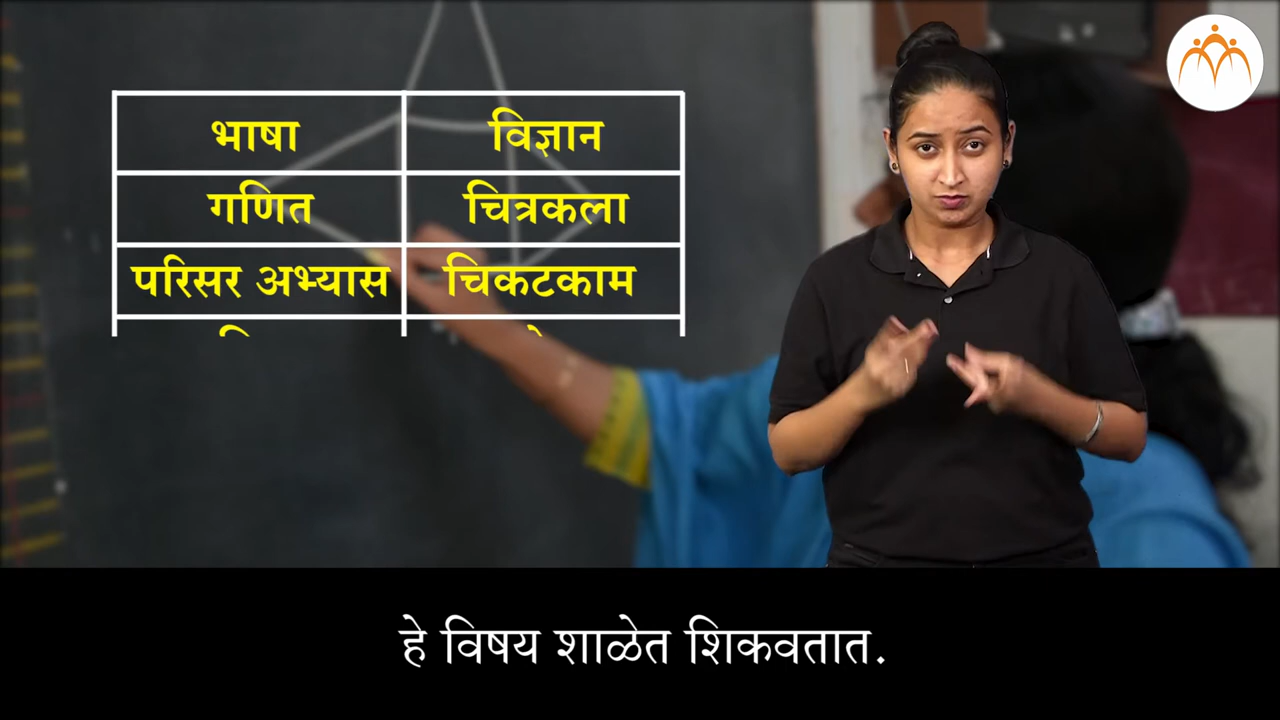 भाषा विज्ञान
गणित चित्रकला
परिसर अभ्यास चिकटकाम
हे विषय शाळेत शिकवतात.